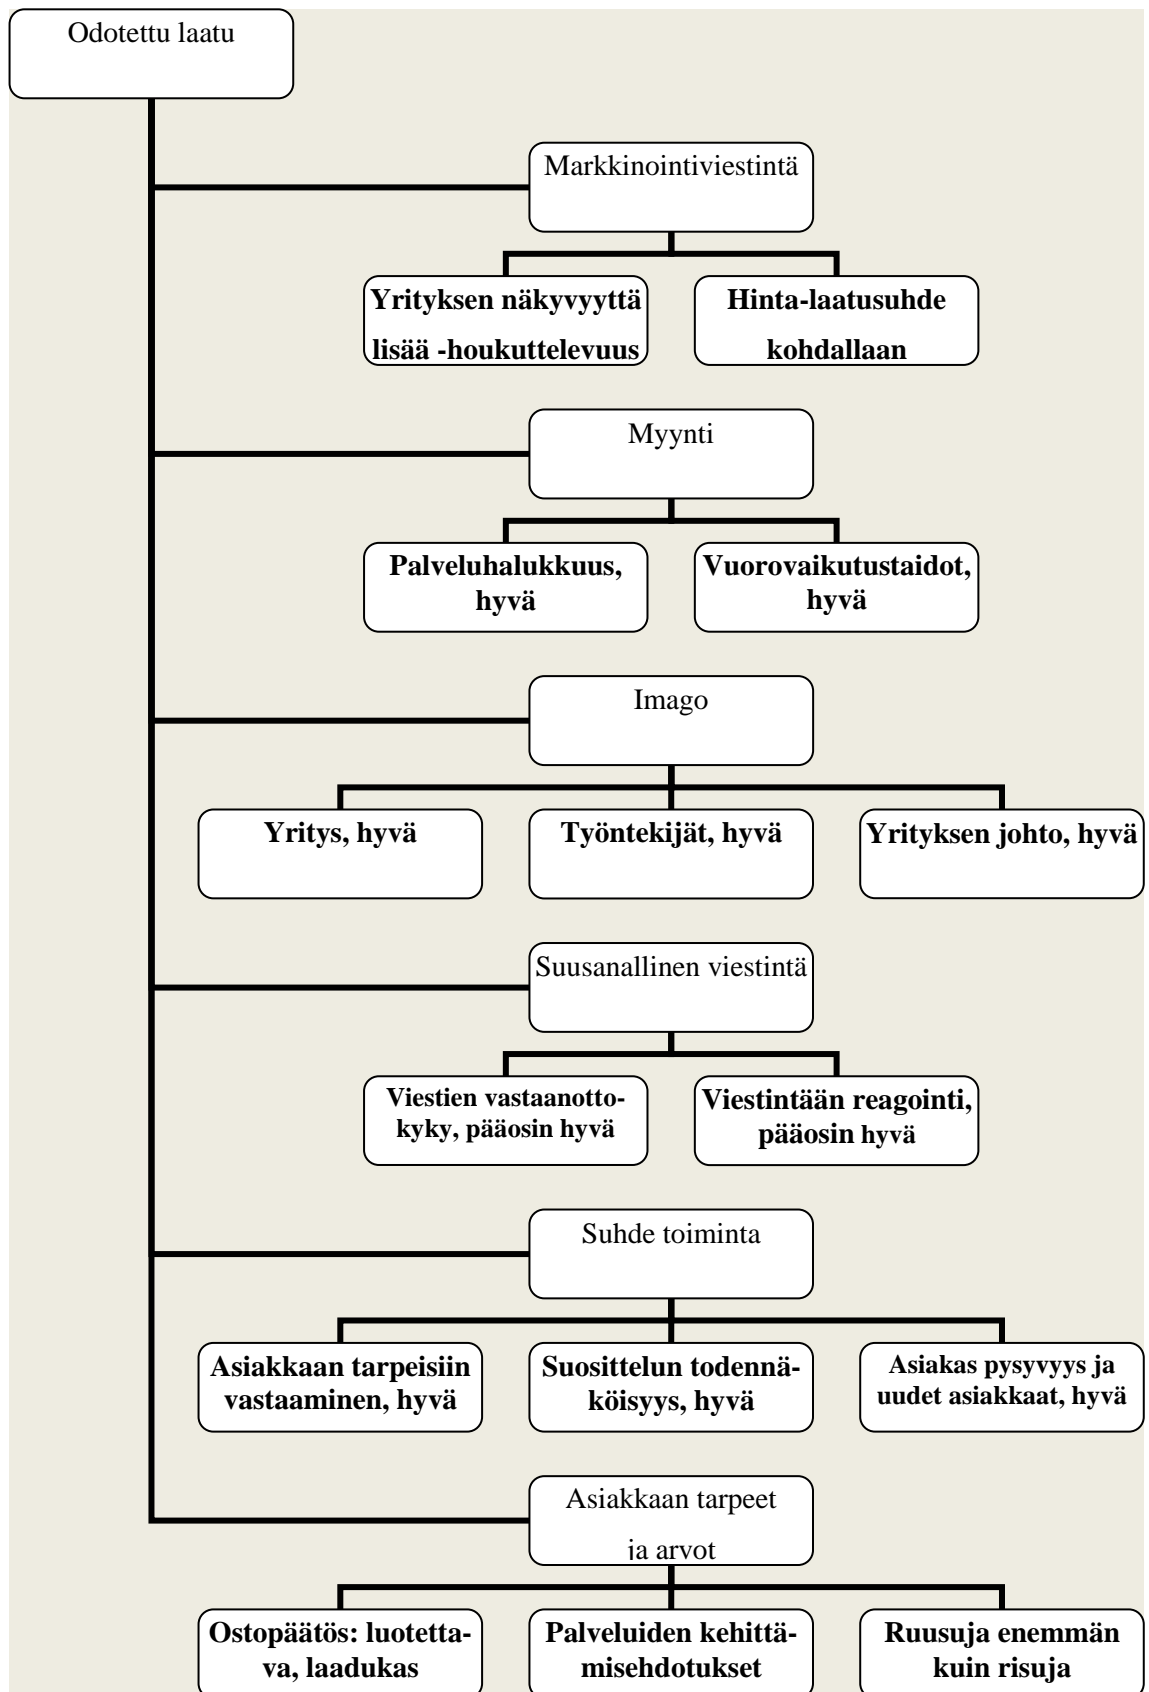 Odotettu laatu
Markkinointiviestintä
Yrityksen näkyvyyttä
lisää -houkuttelevuus
Hinta-laatusuhde
kohdallaan
Myynti
Palveluhalukkuus,
hyvä
Vuorovaikutustaidot,
hyvä
Imago
Yritys, hyvä
Työntekijät, hyvä
Yrityksen johto, hyvä
Suusanallinen viestintä
Viestien vastaanotto-
kyky, pääosin hyvä
Viestintään reagointi,
pääosin hyvä
Suhde toiminta
Asiakkaan tarpeisiin
vastaaminen, hyvä
Suosittelun todennä-
köisyys, hyvä
Asiakas pysyvyys ja
uudet asiakkaat, hyvä
Asiakkaan tarpeet
ja arvot
Ostopäätös: luotetta-
va, laadukas
Palveluiden kehittä-
misehdotukset
Ruusuja enemmän
kuin risuja